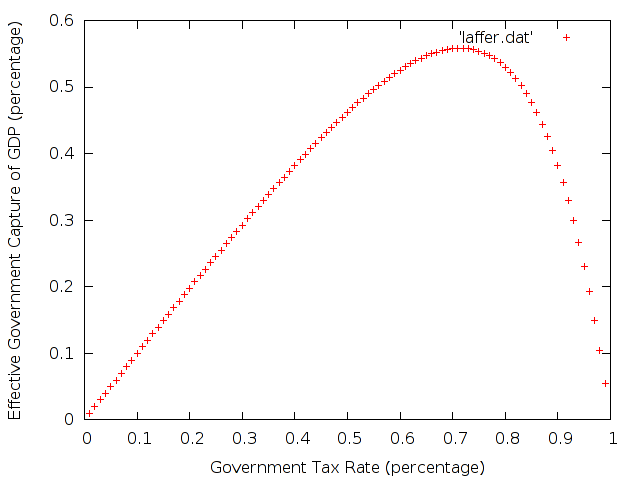 0.6
'laffer.dat'
0.5
0.4
0.3
0.2
0.1
0
Effective Government Capture of GDP (percentage)
0 0.1 0.2 0.3 0.4 0.5 0.6 0.7 0.8 0.9 1
Government Tax Rate (percentage)